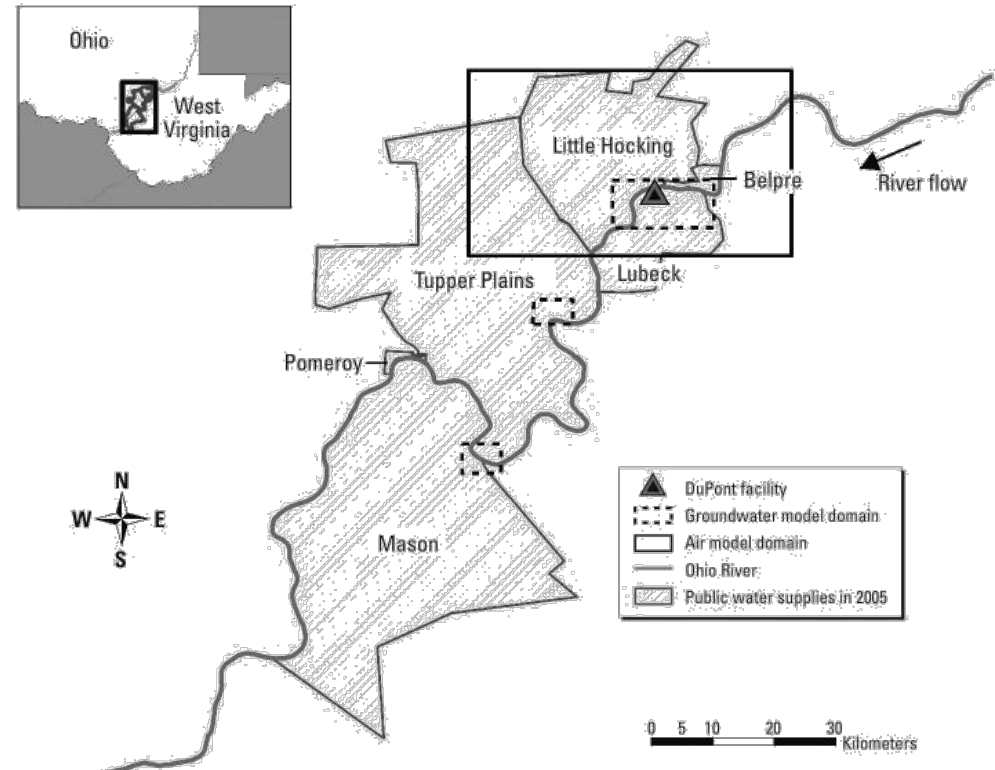 Ohio
West
Virginia
Little Hocking
Belpre
River flow
Tupper Plains
Lubeck
Pomeroy
Mason
N
W E
S
DuPont facility
Groundwater model domain
Air model domain
Ohio River
Public water supplies in 2005
0 5 10 20 30
Kilometers